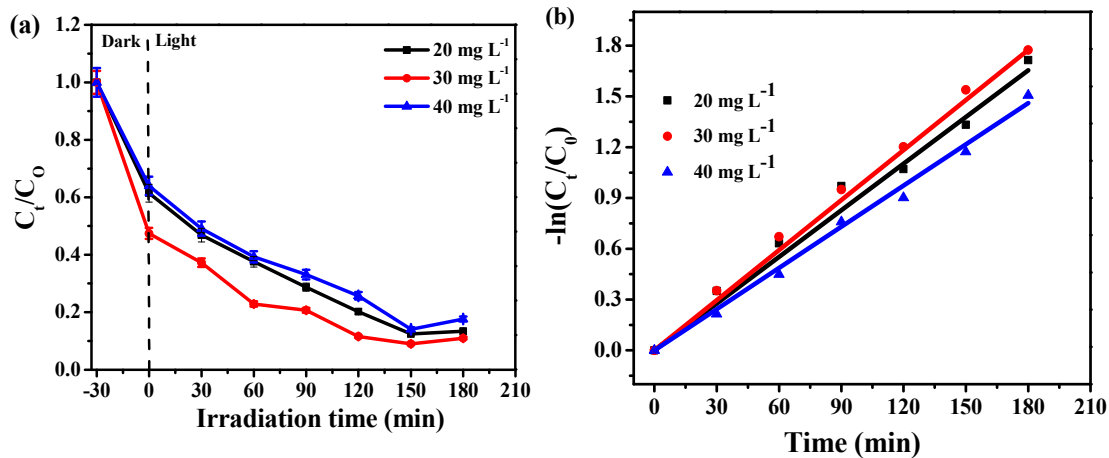 (a)
Dark Light
20 mg L-1
30 mg L-1
40 mg L-1
1.2
1.0
0.8
0.6
0.4
0.2
0.0
Ct/CO
-30 0 30 60 90 120 150 180 210
Irradiation time (min)
(b)
20 mg L-1
30 mg L-1
40 mg L-1
1.8
1.5
1.2
0.9
0.6
0.3
0.0
-ln(Ct/C0)
0 30 60 90 120 150 180 210
Time (min)